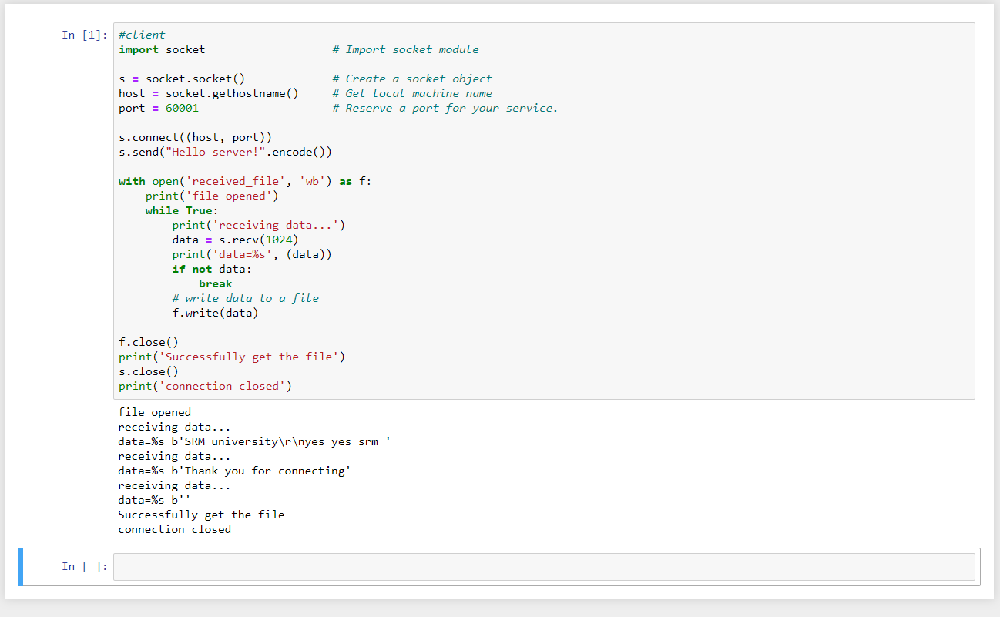 In [1]:
#client
import socket                   # Import socket module

s = socket.socket()             # Create a socket object
host = socket.gethostname()     # Get local machine name
port = 60001                    # Reserve a port for your service.

s.connect((host, port))
s.send("Hello server!".encode())

with open('received_file', 'wb') as f:
    print('file opened')
    while True:
        print('receiving data...')
        data = s.recv(1024)
        print('data=%s', (data))
        if not data:
            break
        # write data to a file
        f.write(data)

f.close()
print('Successfully get the file')
s.close()
print('connection closed')
file opened
receiving data...
data=%s b'SRM university\r\nyes yes srm '
receiving data...
data=%s b'Thank you for connecting'
receiving data...
data=%s b''
Successfully get the file
connection closed
In [ ]: